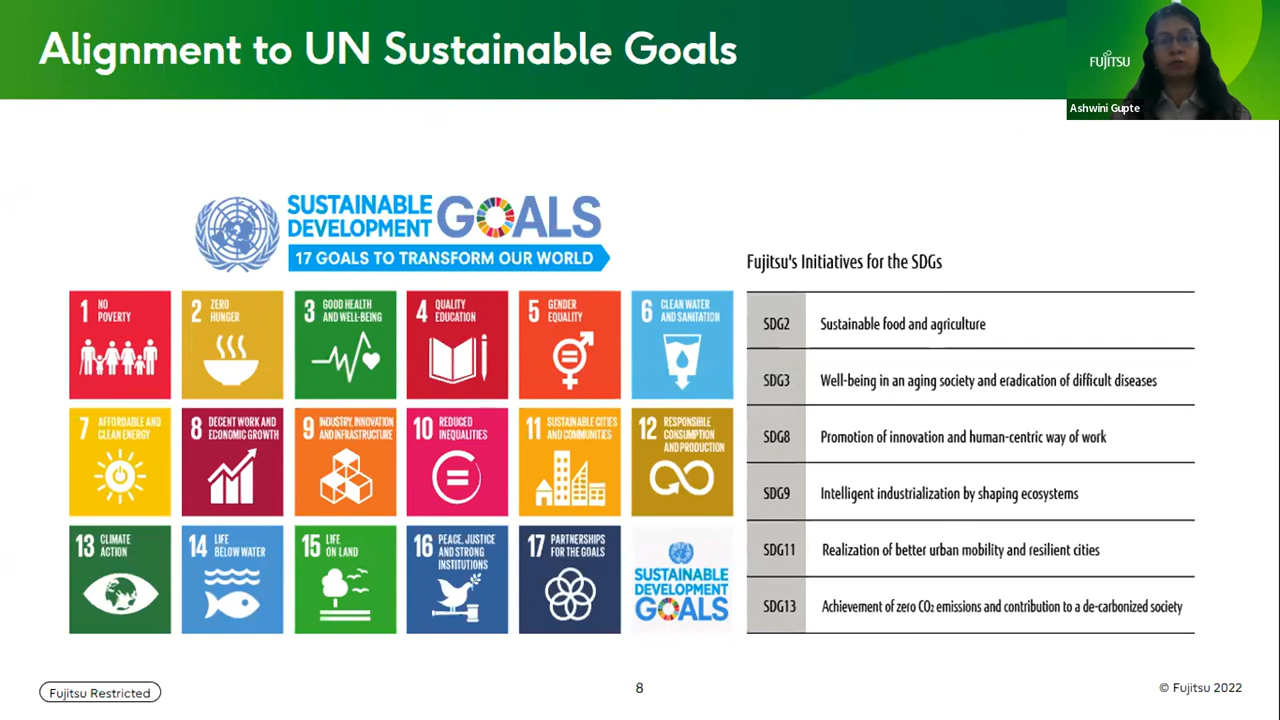 Alignment to UN Sustainable Goals
FUJITSU
Ashwini Gupte
SUSTAINABLE
DEVELOPMENT
GOALS
17 GOALS TO TRANSFORM OUR WORLD
1 NO
POVERTY
2 ZERO
HUNGER
3 GOOD HEALTH
AND WELL-BEING
4 QUALITY
EDUCATION
5 GENDER
EQUALITY
6 CLEAN WATER
AND SANITATION
7 AFFORDABLE AND
CLEAN ENERGY
8 DECENT WORK AND
ECONOMIC GROWTH
9 INDUSTRY, INNOVATION
AND INFRASTRUCTURE
10 REDUCED
INEQUALITIES
11 SUSTAINABLE CITIES
AND COMMUNITIES
12 RESPONSIBLE
CONSUMPTION
AND PRODUCTION
13 CLIMATE
ACTION
14 LIFE
BELOW WATER
15 LIFE
ON LAND
16 PEACE, JUSTICE
AND STRONG
INSTITUTIONS
17 PARTNERSHIPS
FOR THE GOALS
SUSTAINABLE
DEVELOPMENT
GOALS
Fujitsu's Initiatives for the SDGs
SDG2 Sustainable food and agriculture
SDG3 Well-being in an aging society and eradication of difficult diseases
SDG8 Promotion of innovation and human-centric way of work
SDG9 Intelligent industrialization by shaping ecosystems
SDG11 Realization of better urban mobility and resilient cities
SDG13 Achievement of zero CO₂ emissions and contribution to a de-carbonized society
Fujitsu Restricted
8
© Fujitsu 2022